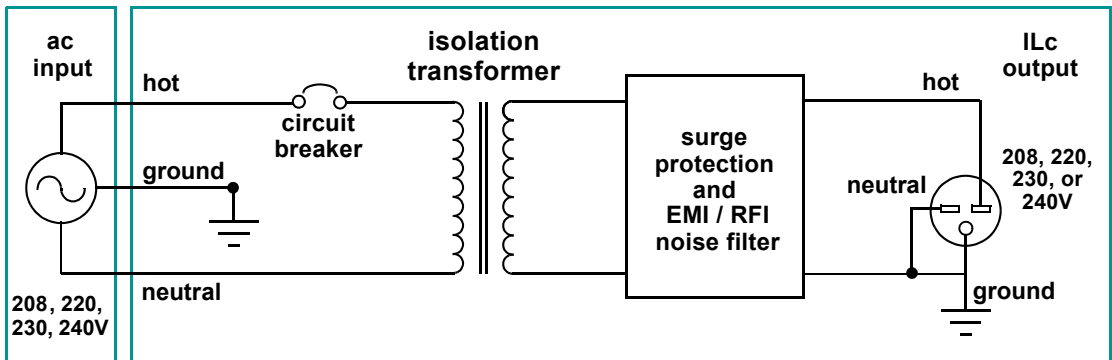 ac
input
hot
ground
neutral
208, 220,
230, 240V
circuit
breaker
isolation
transformer
surge
protection
and
EMI / RFI
noise filter
ILc
output
hot
neutral
208, 220,
230, or
240V
ground